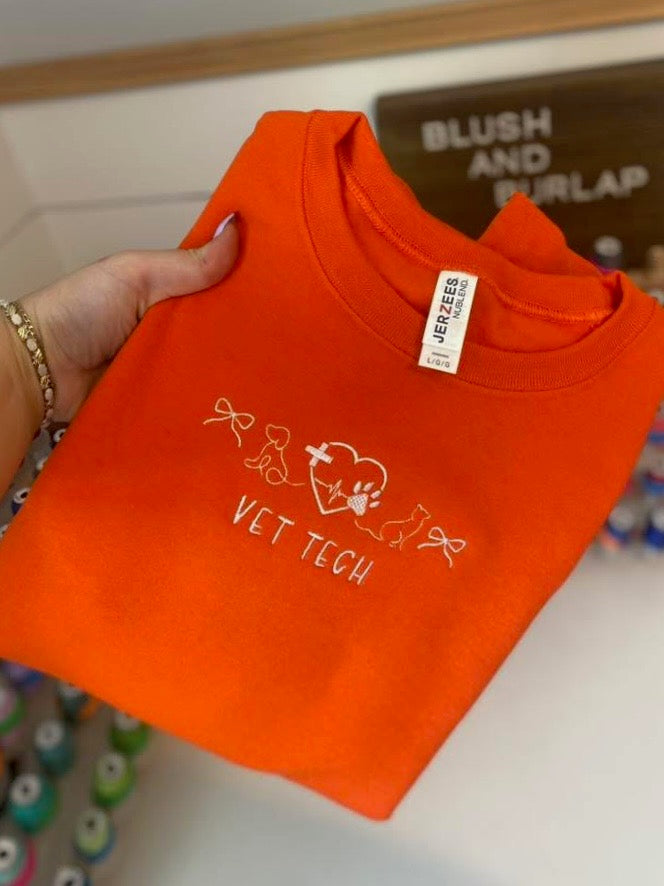 BLUSH
AND
BURLAP
JERZEES
NUBLEND.
L/G/G
VET TECH